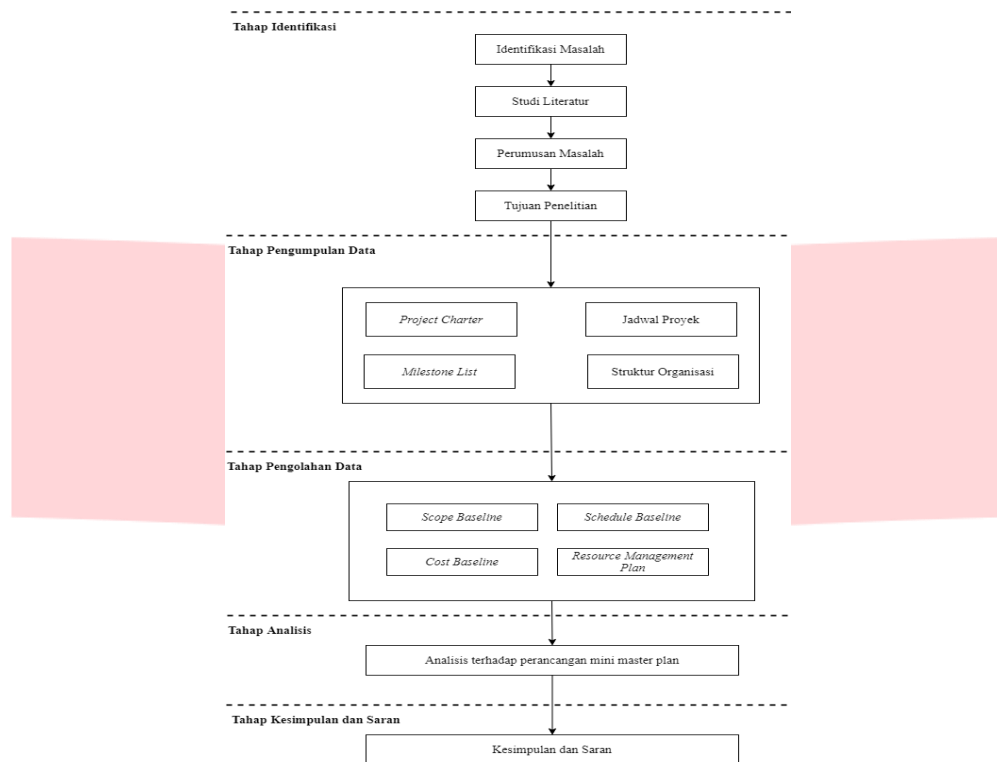 Tahap Identifikasi
Identifikasi Masalah
Studi Literatur
Perumusan Masalah
Tujuan Penelitian
Tahap Pengumpulan Data
Project Charter
Jadwal Proyek
Milestone List
Struktur Organisasi
Tahap Pengolahan Data
Scope Baseline
Schedule Baseline
Cost Baseline
Resource Management
Plan
Tahap Analisis
Analisis terhadap perancangan mini master plan
Tahap Kesimpulan dan Saran
Kesimpulan dan Saran